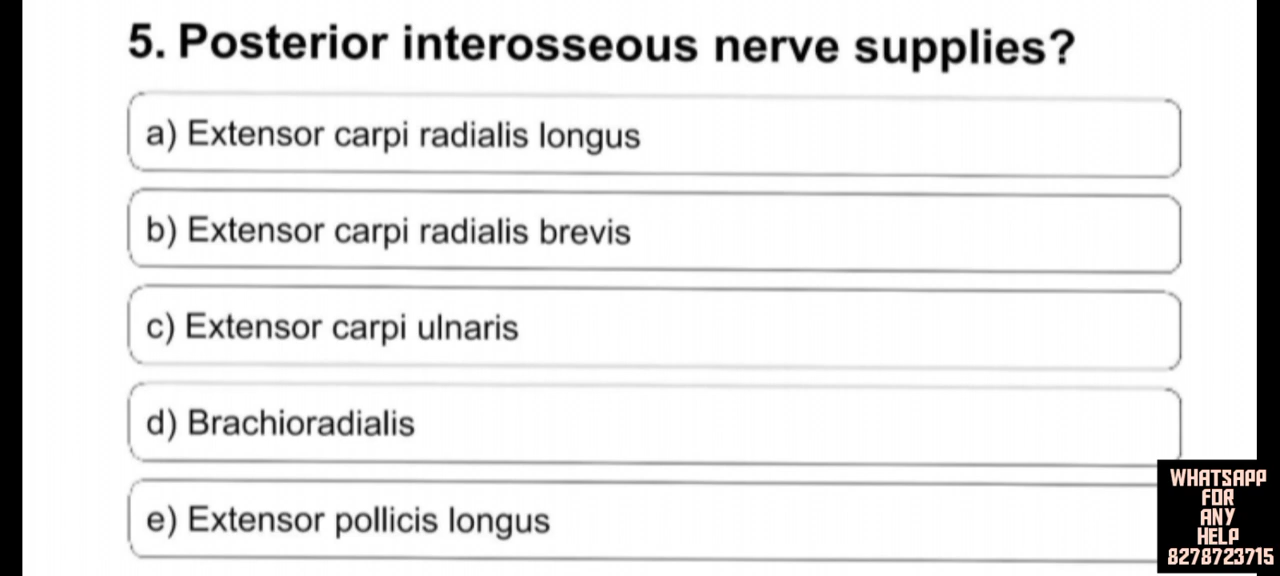 5. Posterior interosseous nerve supplies?
a) Extensor carpi radialis longus
b) Extensor carpi radialis brevis
c) Extensor carpi ulnaris
d) Brachioradialis
e) Extensor pollicis longus
WHATSAPP
FOR
ANY
HELP
8278723715